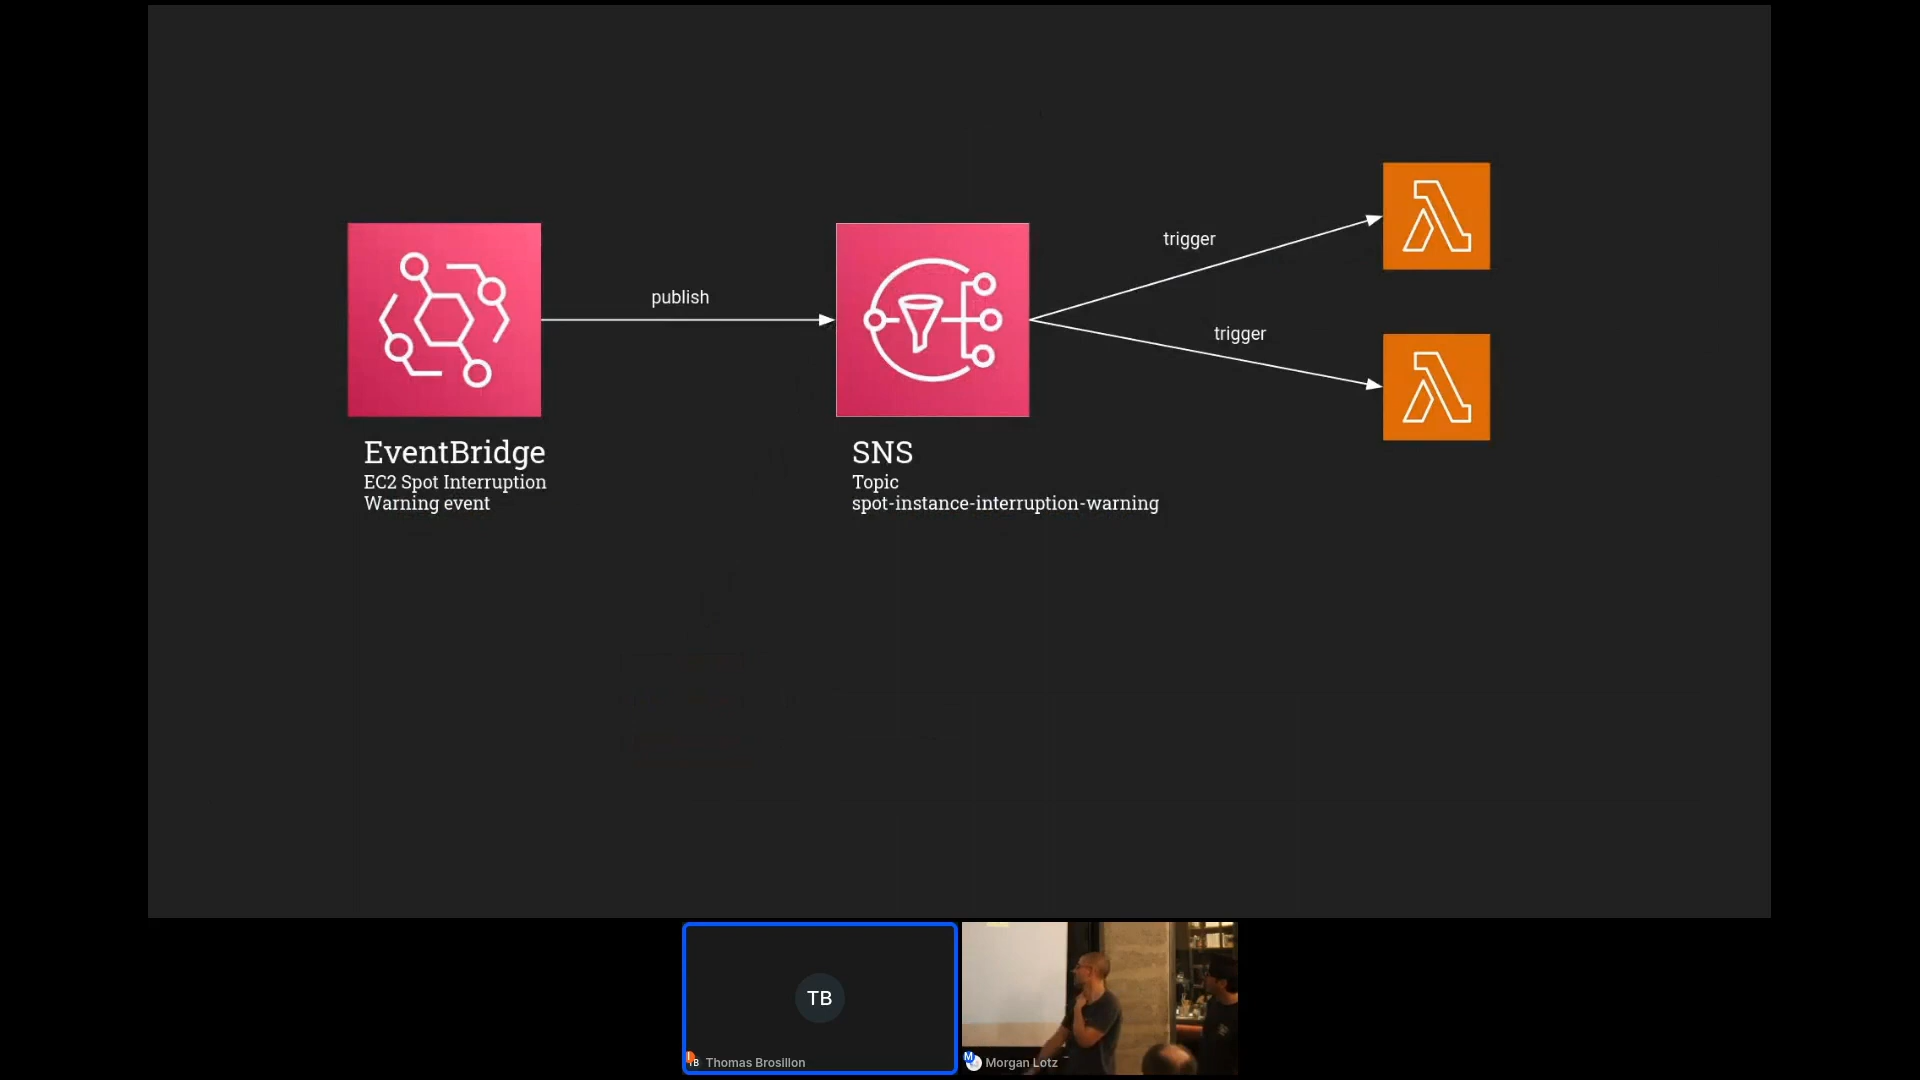 trigger
publish
trigger
EventBridge
EC2 Spot Interruption
Warning event
SNS
Topic
spot-instance-interruption-warning
TB
TB Thomas Brosillon
M Morgan Lotz